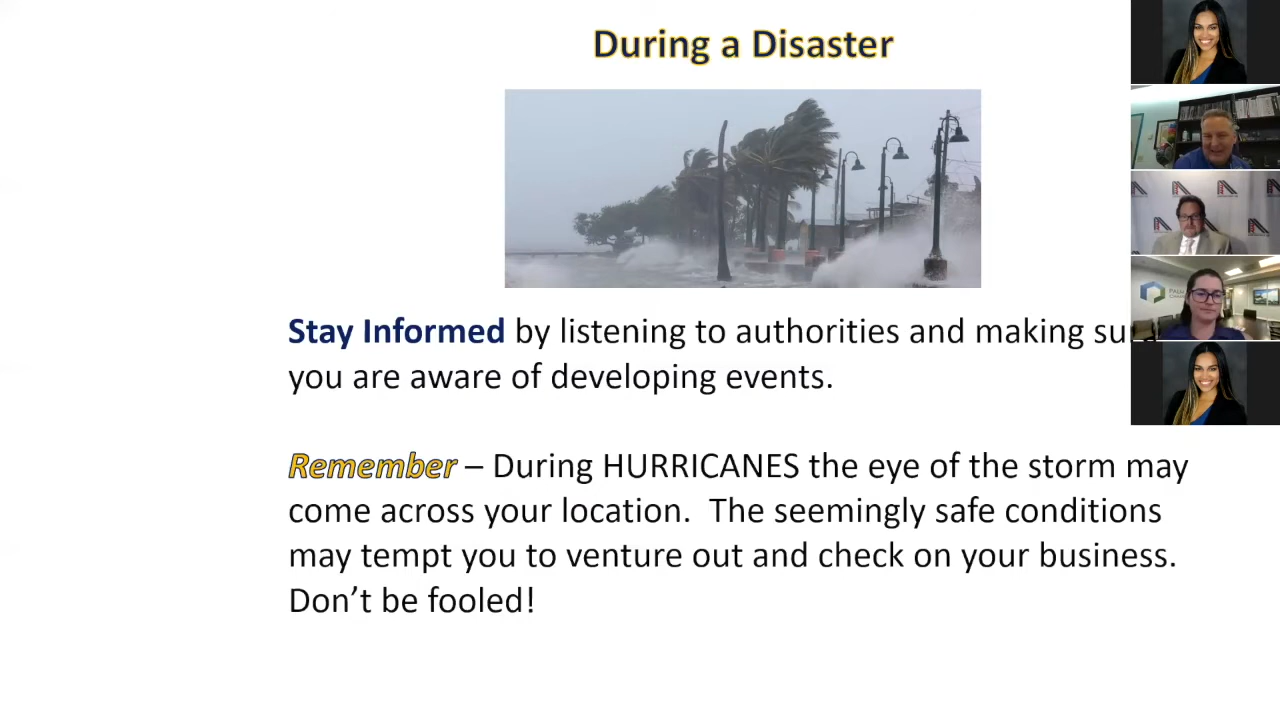 During a Disaster
Stay Informed by listening to authorities and making
you are aware of developing events.
Remember – During HURRICANES the eye of the storm may
come across your location.  The seemingly safe conditions
may tempt you to venture out and check on your business.
Don’t be fooled!